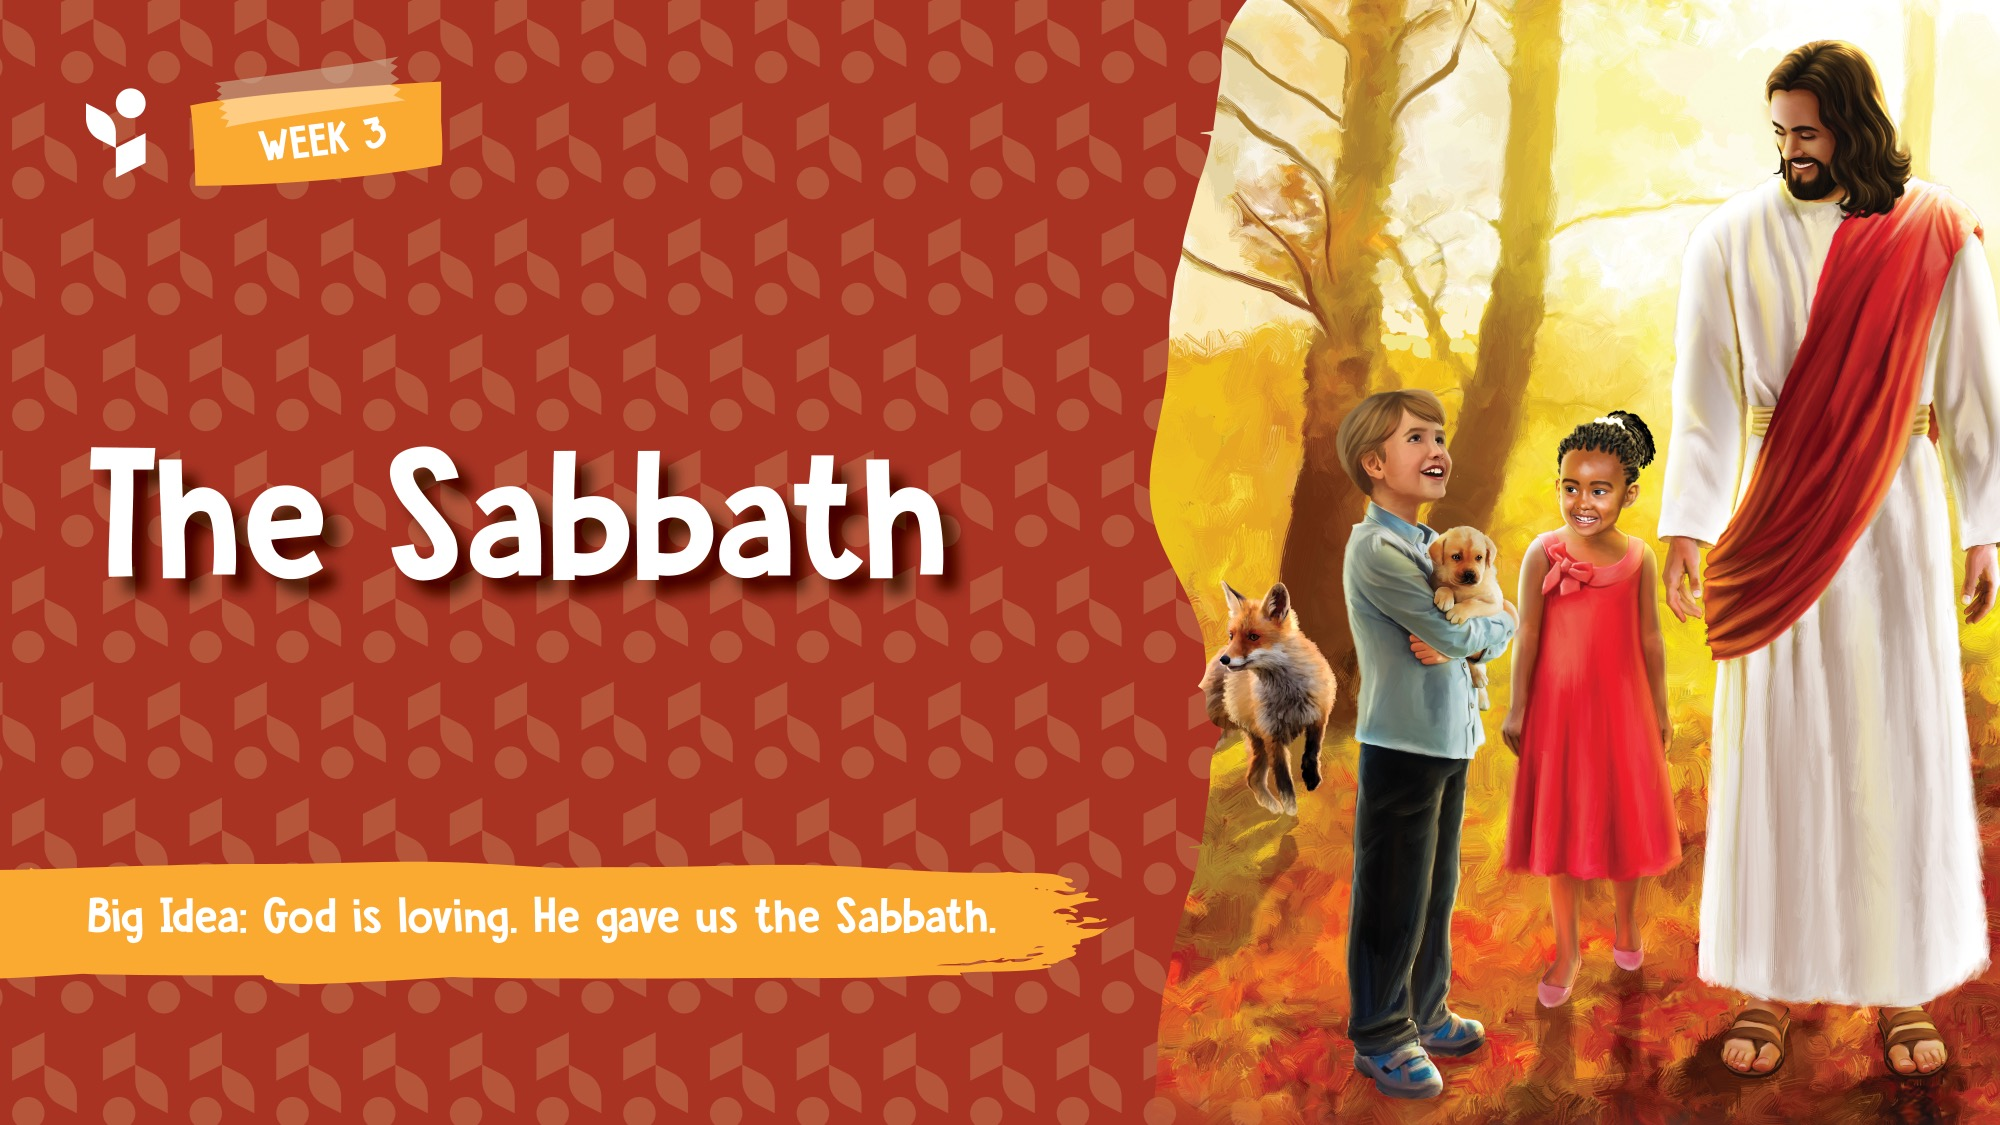 WEEK 3
The Sabbath
Big Idea: God is loving. He gave us the Sabbath.